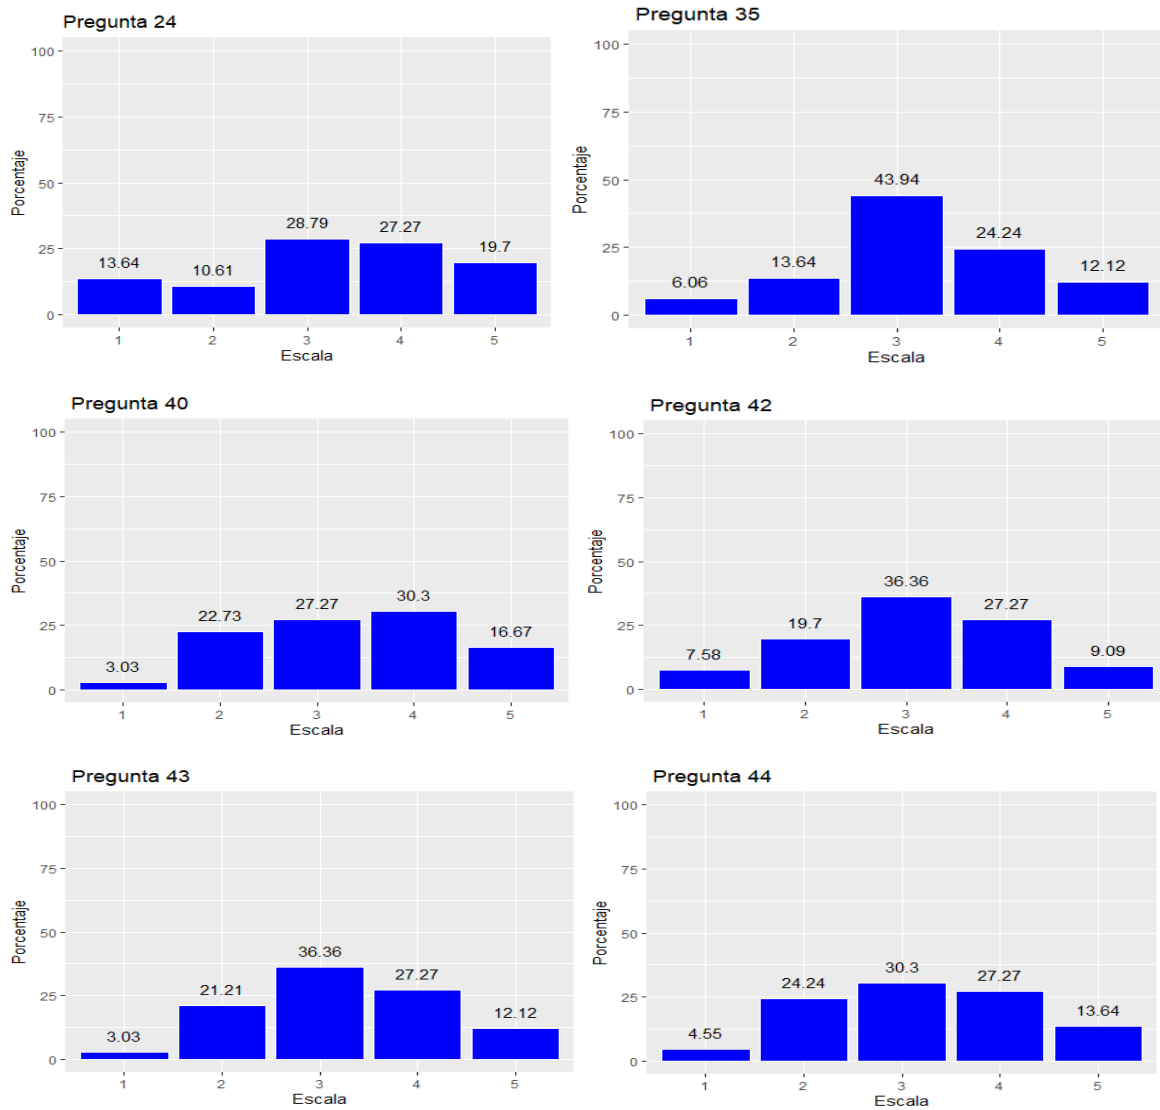 Pregunta 24
100
75
50
25
0
Porcentaje
13.64
10.61
28.79
27.27
19.7
1 2 3 4 5
Escala
Pregunta 35
100
75
50
25
0
Porcentaje
6.06
13.64
43.94
24.24
12.12
1 2 3 4 5
Escala
Pregunta 40
100
75
50
25
0
Porcentaje
3.03
22.73
27.27
30.3
16.67
1 2 3 4 5
Escala
Pregunta 42
100
75
50
25
0
Porcentaje
7.58
19.7
36.36
27.27
9.09
1 2 3 4 5
Escala
Pregunta 43
100
75
50
25
0
Porcentaje
3.03
21.21
36.36
27.27
12.12
1 2 3 4 5
Escala
Pregunta 44
100
75
50
25
0
Porcentaje
4.55
24.24
30.3
27.27
13.64
1 2 3 4 5
Escala